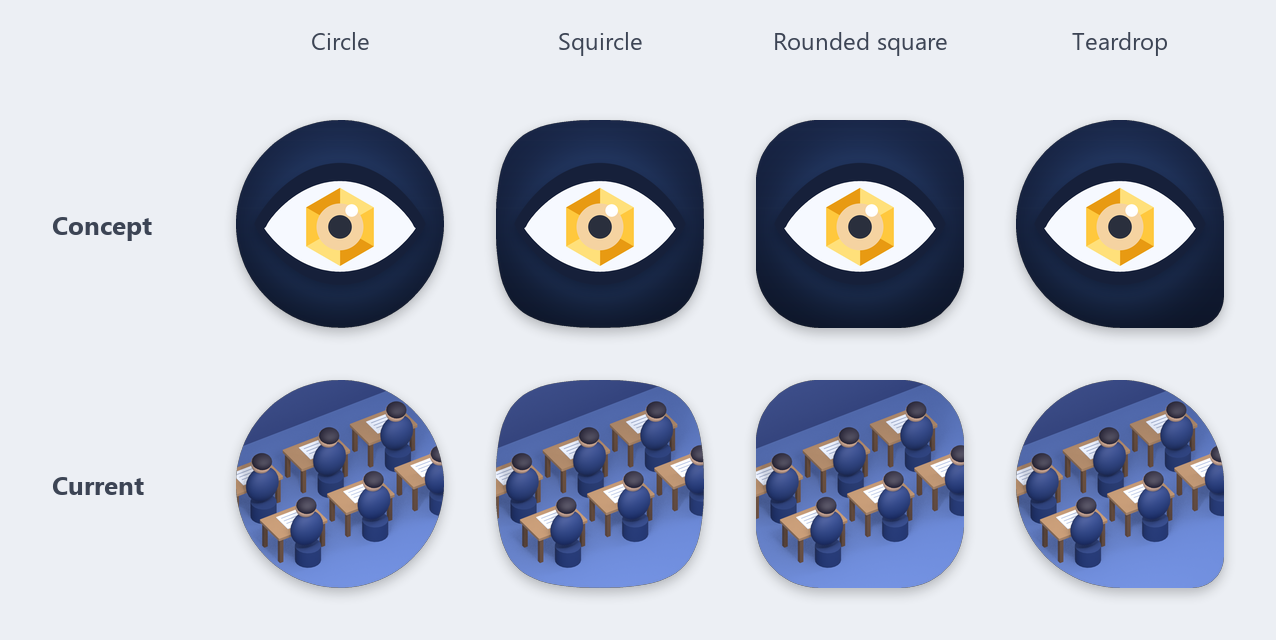 Circle
Squircle
Rounded square
Teardrop
Concept
Current